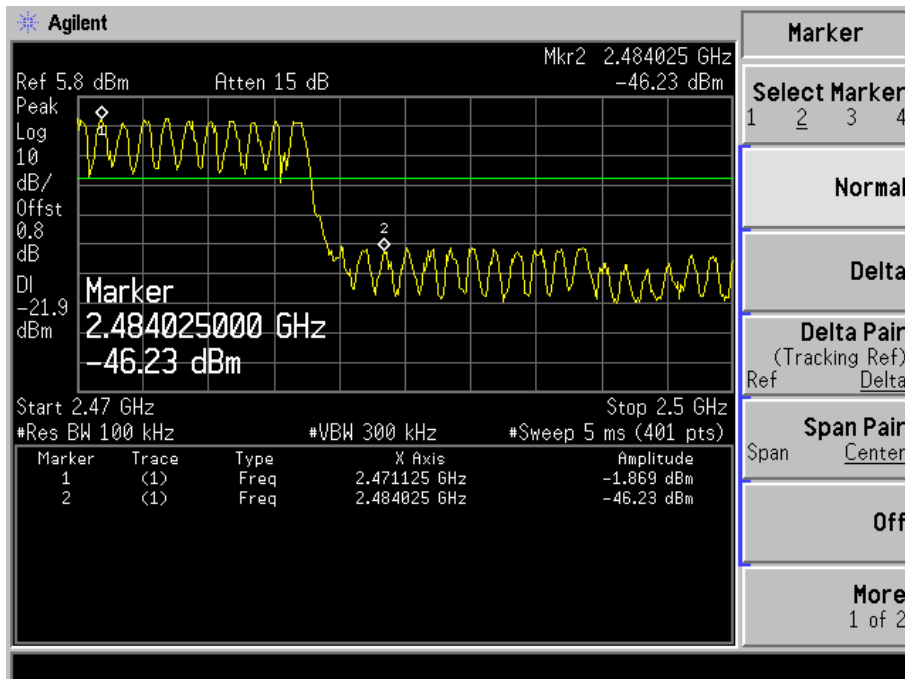 Agilent
Mkr2 2.484025 GHz
Ref 5.8 dBm Atten 15 dB -46.23 dBm
Peak
Log
10
dB/
Offst
0.8
dB
DI
-21.9
dBm
1
2
Marker
2.484025000 GHz
-46.23 dBm
Start 2.47 GHz Stop 2.5 GHz
#Res BW 100 kHz #VBW 300 kHz #Sweep 5 ms (401 pts)
Marker Trace Type X Axis Amplitude
1 (1) Freq 2.471125 GHz -1.869 dBm
2 (1) Freq 2.484025 GHz -46.23 dBm
Marker
Select Marker
1 2 3 4
Normal
Delta
Delta Pair
(Tracking Ref)
Ref Delta
Span Pair
Span Center
Off
More
1 of 2